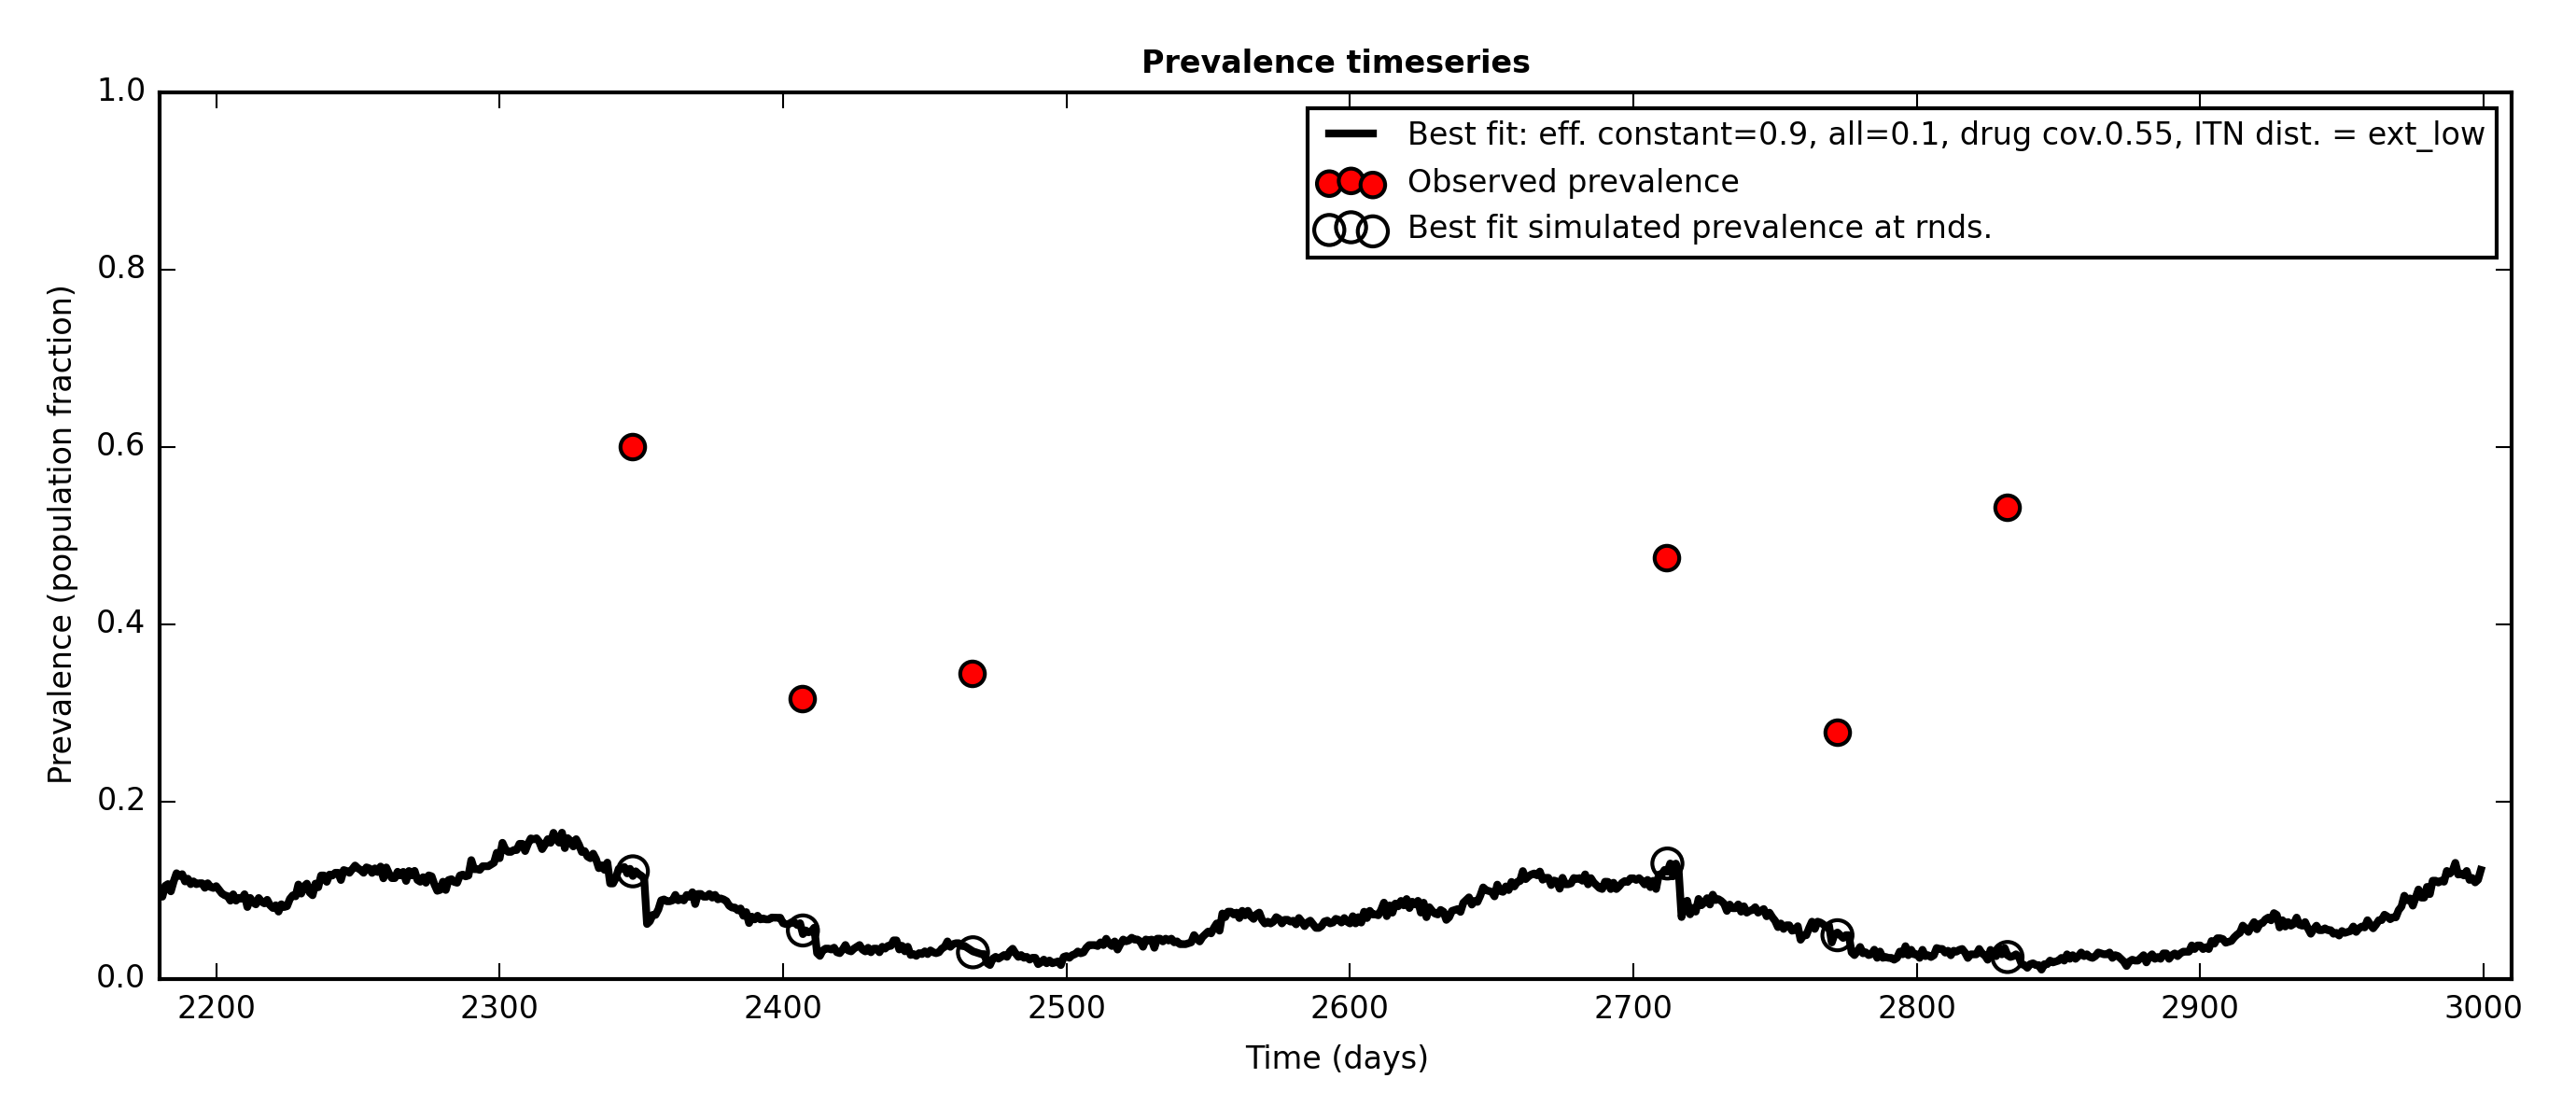 Prevalence timeseries
Best fit: eff. constant=0.9, all=0.1, drug cov.0.55, ITN dist. = ext_low
Observed prevalence
Best fit simulated prevalence at rnds.
Prevalence (population fraction)
1.0
0.8
0.6
0.4
0.2
0.0
2200 2300 2400 2500 2600 2700 2800 2900 3000
Time (days)